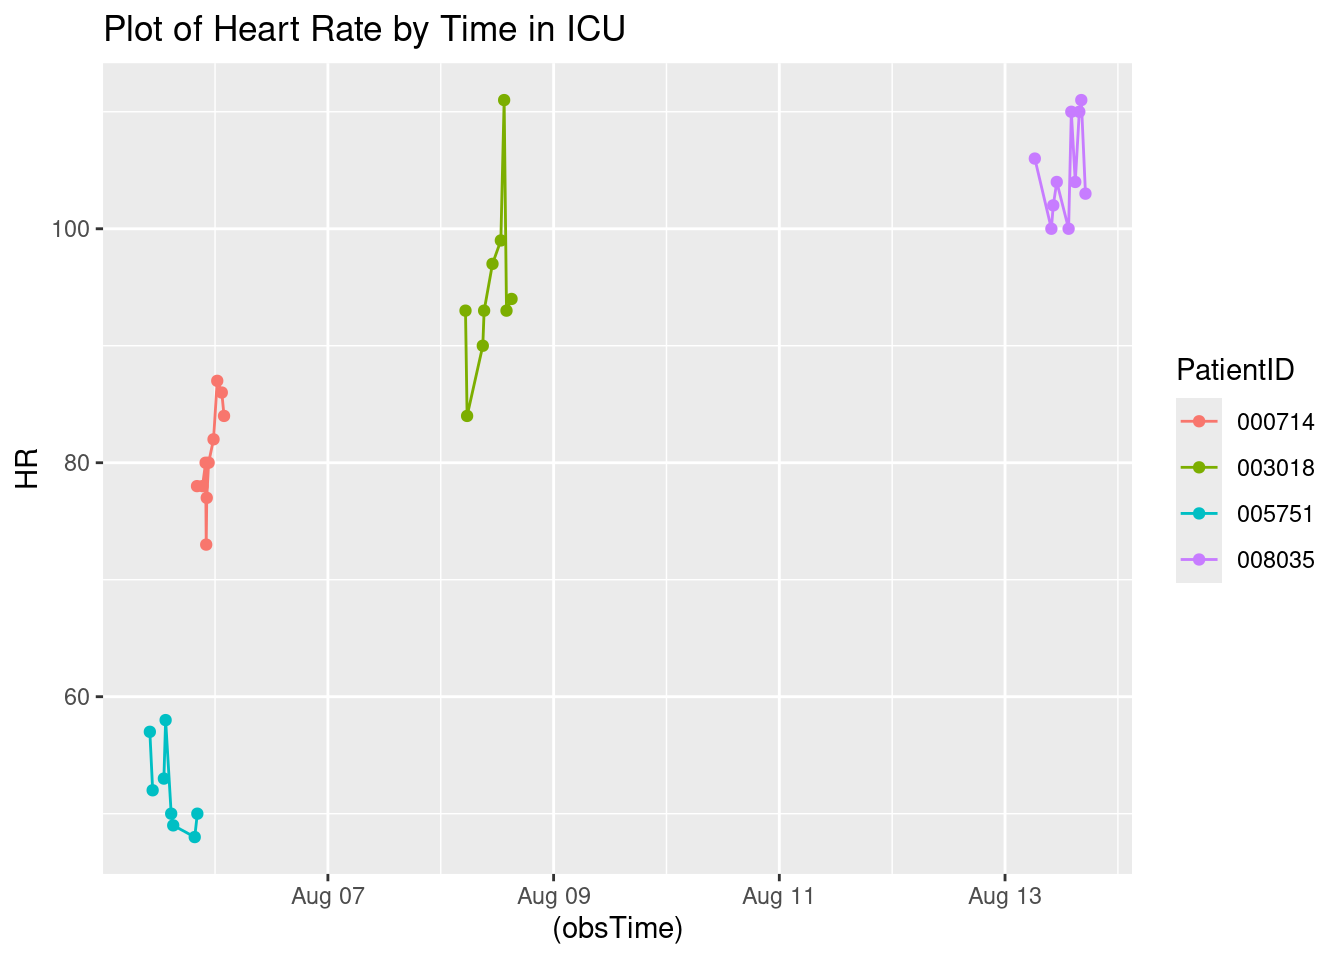 Plot of Heart Rate by Time in ICU
HR
100
80
60
Aug 07
Aug 09
Aug 11
Aug 13
(obsTime)
PatientID
000714
003018
005751
008035